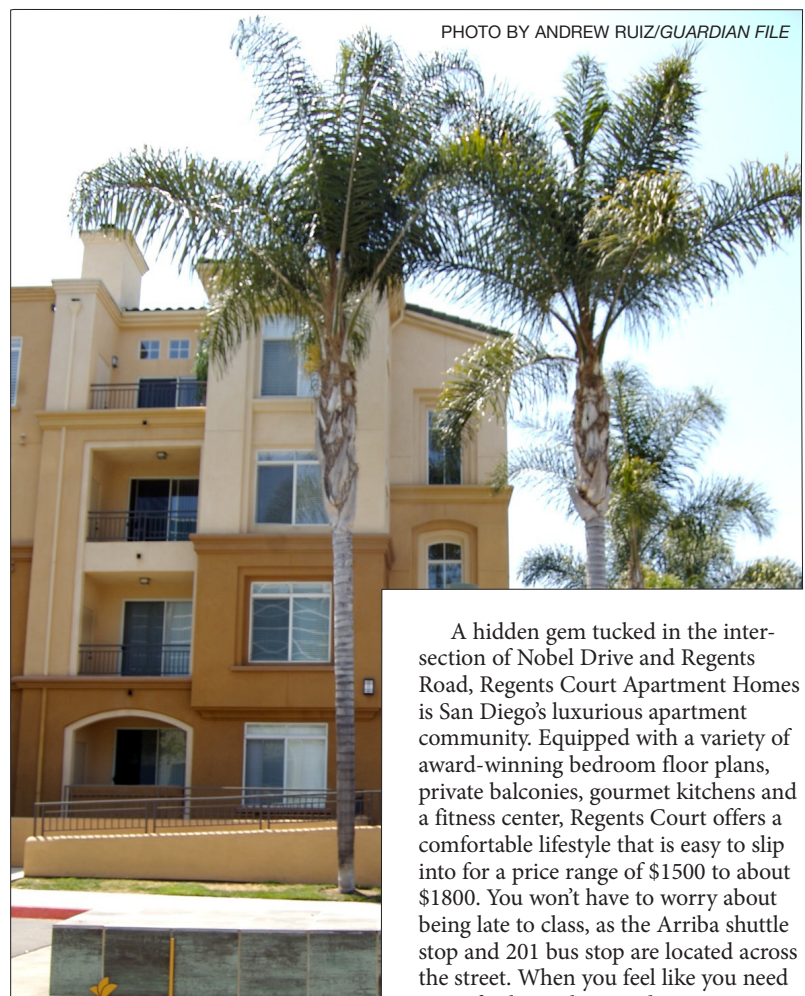 PHOTO BY ANDREW RUIZ/GUARDIAN FILE
A hidden gem tucked in the inter-
section of Nobel Drive and Regents
Road, Regents Court Apartment Homes
is San Diego's luxurious apartment
community. Equipped with a variety of
award-winning bedroom floor plans,
private balconies, gourmet kitchens and
a fitness center, Regents Court offers a
comfortable lifestyle that is easy to slip
into for a price range of $1500 to about
$1800. You won't have to worry about
being late to class, as the Arriba shuttle
stop and 201 bus stop are located across
the street. When you feel like you need